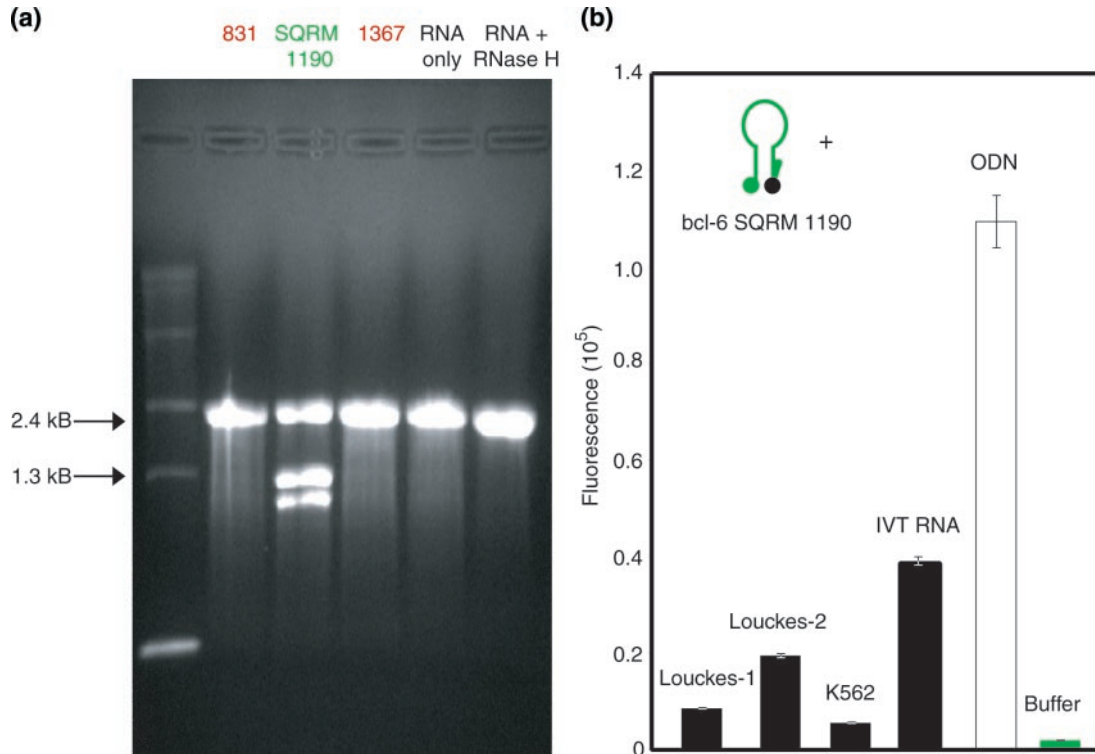 (a)
831 SQRM 1367 RNA RNA +
1190 only RNase H
2.4 kB
1.3 kB
(b)
1.4
1.2
1.0
0.8
0.6
0.4
0.2
0
Fluorescence (10⁵)
+
bcl-6 SQRM 1190
Louckes-1
Louckes-2
K562
IVT RNA
ODN
Buffer